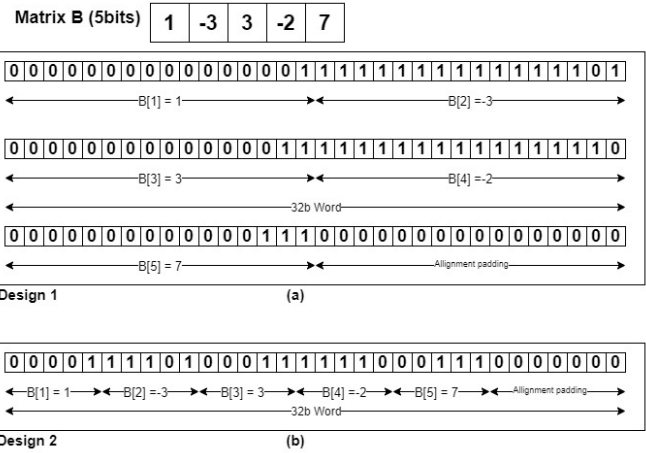 Matrix B (5bits) 1 -3 3 -2 7
0 0 0 0 0 0 0 0 0 0 0 0 0 0 0 1 1 1 1 1 1 1 1 1 1 1 1 1 1 1 0 1
B[1] = 1 B[2] =-3
0 0 0 0 0 0 0 0 0 0 0 0 0 0 1 1 1 1 1 1 1 1 1 1 1 1 1 1 1 1 1 0
B[3] = 3 B[4] =-2
32b Word
0 0 0 0 0 0 0 0 0 0 0 0 0 1 1 1 0 0 0 0 0 0 0 0 0 0 0 0 0 0 0 0
B[5] = 7 Allignment padding
Design 1 (a)
0 0 0 0 1 1 1 1 0 1 0 0 0 1 1 1 1 1 1 0 0 0 1 1 1 0 0 0 0 0 0 0
B[1] = 1 B[2] =-3 B[3] = 3 B[4] =-2 B[5] = 7 Allignment padding
32b Word
Design 2 (b)